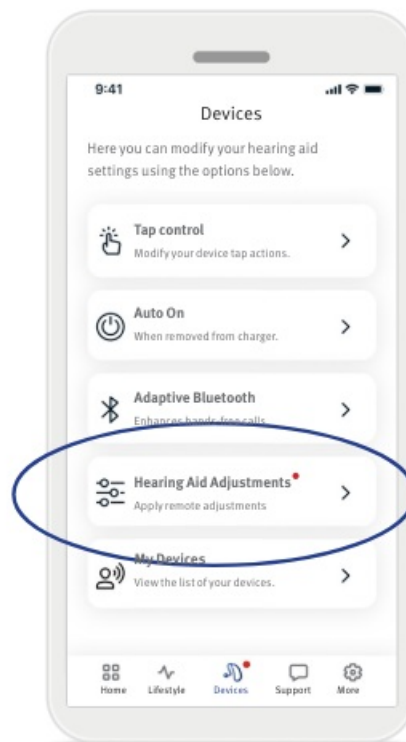 9:41
Devices
Here you can modify your hearing aid
settings using the options below.
Tap control
Modify your device tap actions.
Auto On
When removed from charger.
Adaptive Bluetooth
Enhances hands-free calls
Hearing Aid Adjustments
Apply remote adjustments
My Devices
View the list of your devices.
Home Lifestyle Devices Support More